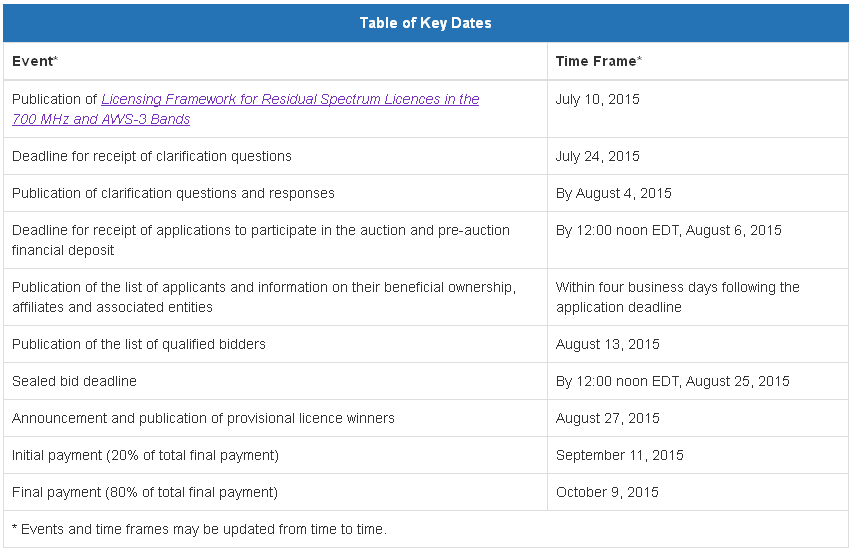 Table of Key Dates
Event* Time Frame*
Publication of Licensing Framework for Residual Spectrum Licences in the
700 MHz and AWS-3 Bands
July 10, 2015
Deadline for receipt of clarification questions July 24, 2015
Publication of clarification questions and responses By August 4, 2015
Deadline for receipt of applications to participate in the auction and pre-auction
financial deposit
By 12:00 noon EDT, August 6, 2015
Publication of the list of applicants and information on their beneficial ownership,
affiliates and associated entities
Within four business days following the
application deadline
Publication of the list of qualified bidders August 13, 2015
Sealed bid deadline By 12:00 noon EDT, August 25, 2015
Announcement and publication of provisional licence winners August 27, 2015
Initial payment (20% of total final payment) September 11, 2015
Final payment (80% of total final payment) October 9, 2015
* Events and time frames may be updated from time to time.